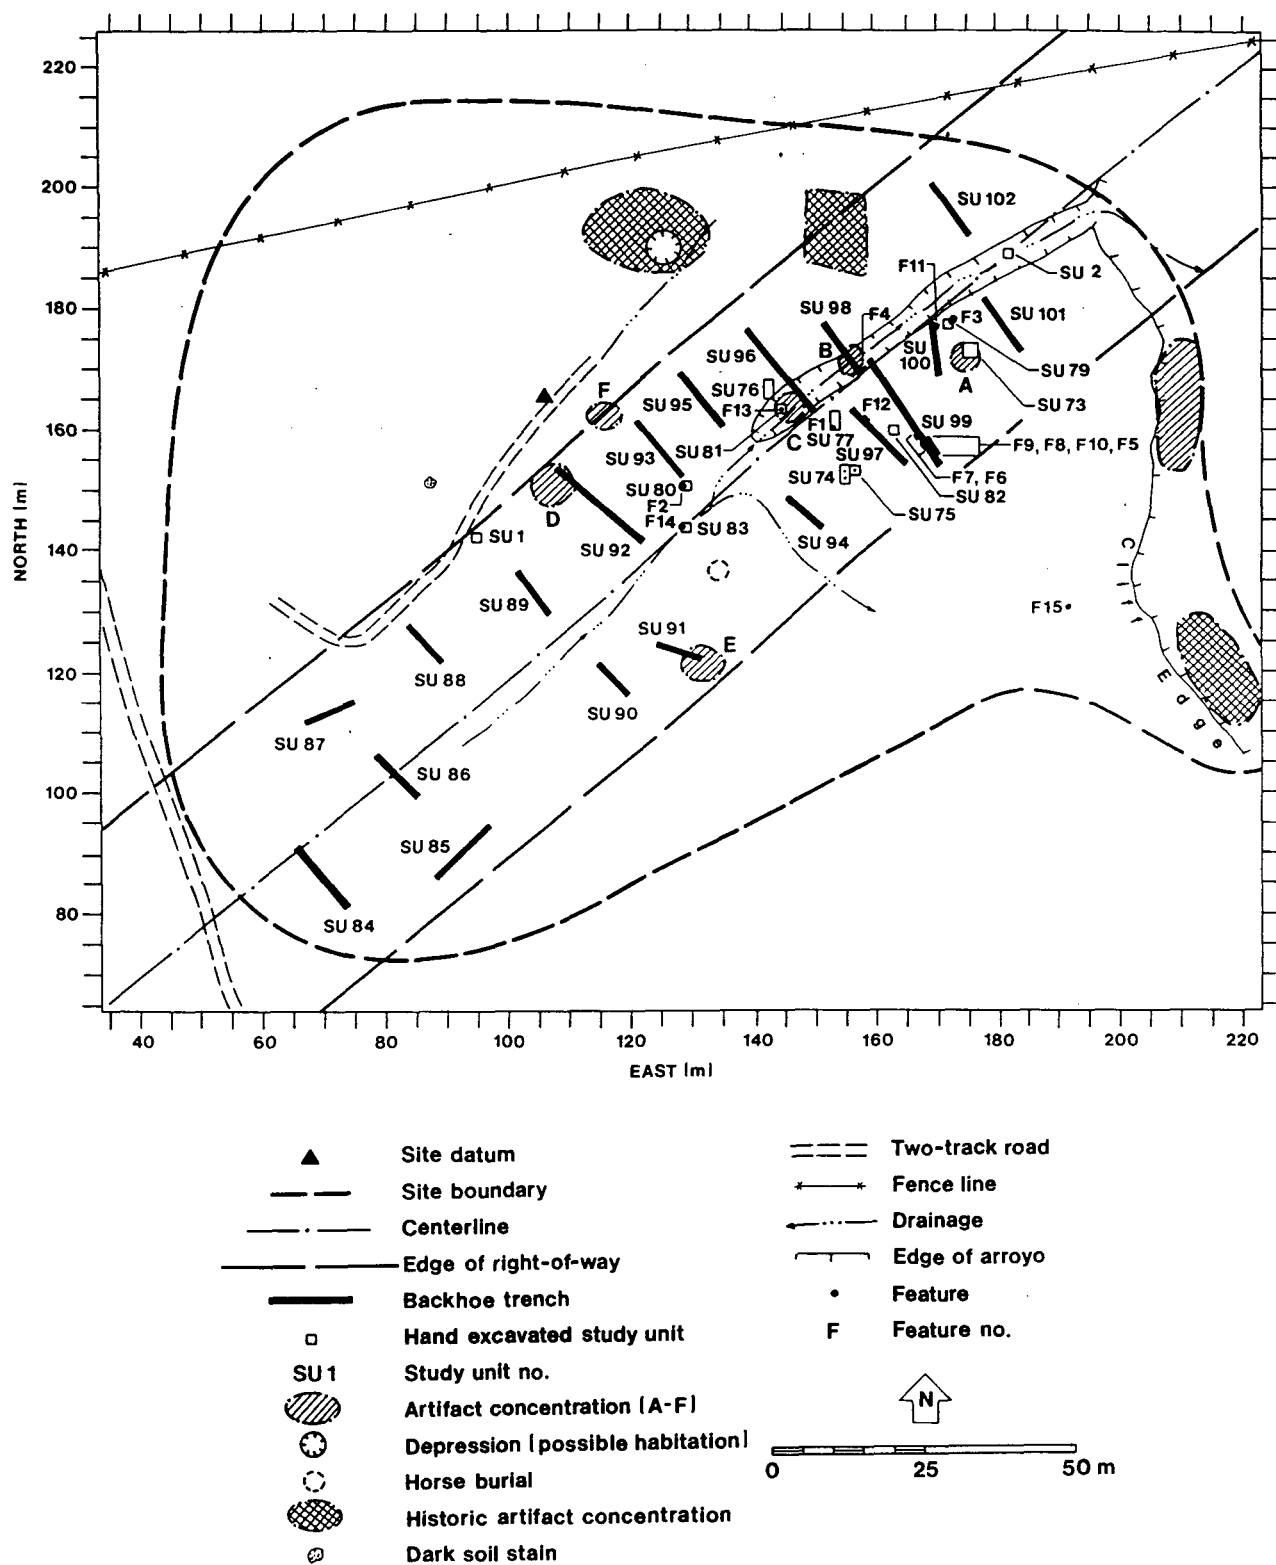 220
200
180
160
140
120
100
80
NORTH (m)
40
60
80
100
120
140
160
180
200
220
EAST (m)
SU 102
SU 2
F11
SU 98
F4
F3
SU 101
SU 96
B
SU 100
SU 79
A
SU 76
SU 73
F
SU 95
F13
F12
SU 99
SU 81
C
F1
SU 77
F9, F8, F10, F5
SU 93
SU 97
F7, F6
SU 80
SU 74
SU 82
F2
SU 75
D
F14
SU 83
SU 1
SU 92
SU 94
Cliff Edge
SU 89
F15
SU 91
E
SU 88
SU 90
SU 87
SU 86
SU 85
SU 84
Site datum
Site boundary
Centerline
Edge of right-of-way
Backhoe trench
Hand excavated study unit
SU 1 Study unit no.
Artifact concentration (A-F)
Depression (possible habitation)
Horse burial
Historic artifact concentration
Dark soil stain
Two-track road
Fence line
Drainage
Edge of arroyo
Feature
F Feature no.
N
0 25 50 m